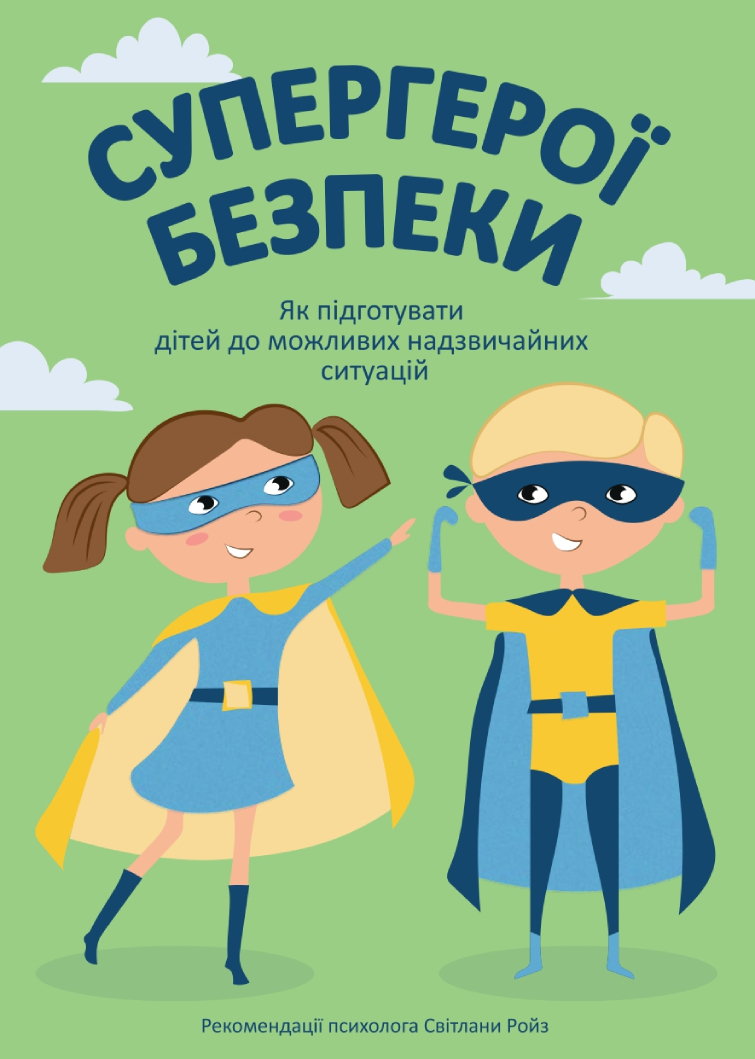 СУПЕРГЕРОЇ
БЕЗПЕКИ
Як підготувати
дітей до можливих надзвичайних
ситуацій
Рекомендації психолога Світлани Ройз